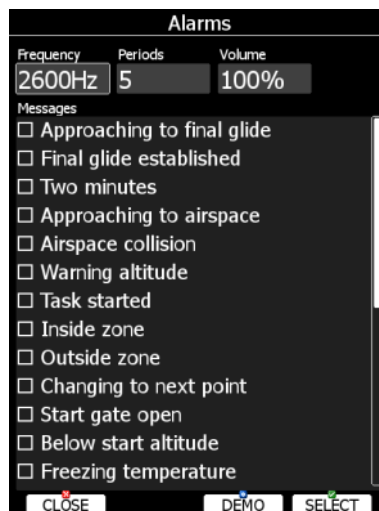 Alarms
Frequency Periods Volume
2600Hz 5 100%
Messages
Approaching to final glide
Final glide established
Two minutes
Approaching to airspace
Airspace collision
Warning altitude
Task started
Inside zone
Outside zone
Changing to next point
Start gate open
Below start altitude
Freezing temperature
CLOSE DEMO SELECT